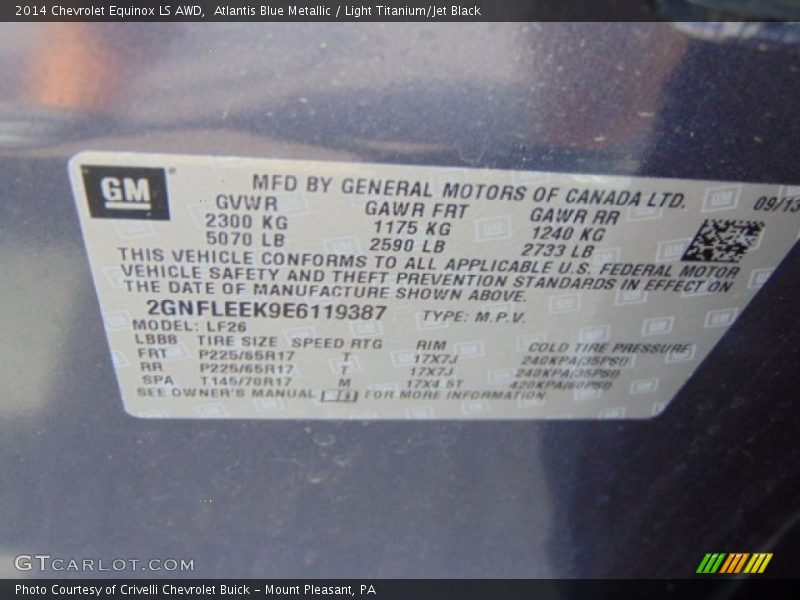 2014 Chevrolet Equinox LS AWD,  Atlantis Blue Metallic / Light Titanium/Jet Black
GM
MFD BY GENERAL MOTORS OF CANADA LTD.
09/13
GVWR GAWR FRT GAWR RR
2300 KG 1175 KG 1240 KG
5070 LB 2590 LB 2733 LB
THIS VEHICLE CONFORMS TO ALL APPLICABLE U.S. FEDERAL MOTOR
VEHICLE SAFETY AND THEFT PREVENTION STANDARDS IN EFFECT ON
THE DATE OF MANUFACTURE SHOWN ABOVE.
2GNFLEEK9E6119387 TYPE: M.P.V.
MODEL: LF26
LBB8 TIRE SIZE SPEED RTG RIM COLD TIRE PRESSURE
FRT P225/65R17 T 17X7J 240KPA(35PSI)
RR P225/65R17 T 17X7J 240KPA(35PSI)
SPA T145/70R17 M 17X4 5T 420KPA(60PSI)
SEE OWNER'S MANUAL FOR MORE INFORMATION.
GTCARLOT.COM
Photo Courtesy of Crivelli Chevrolet Buick – Mount Pleasant, PA